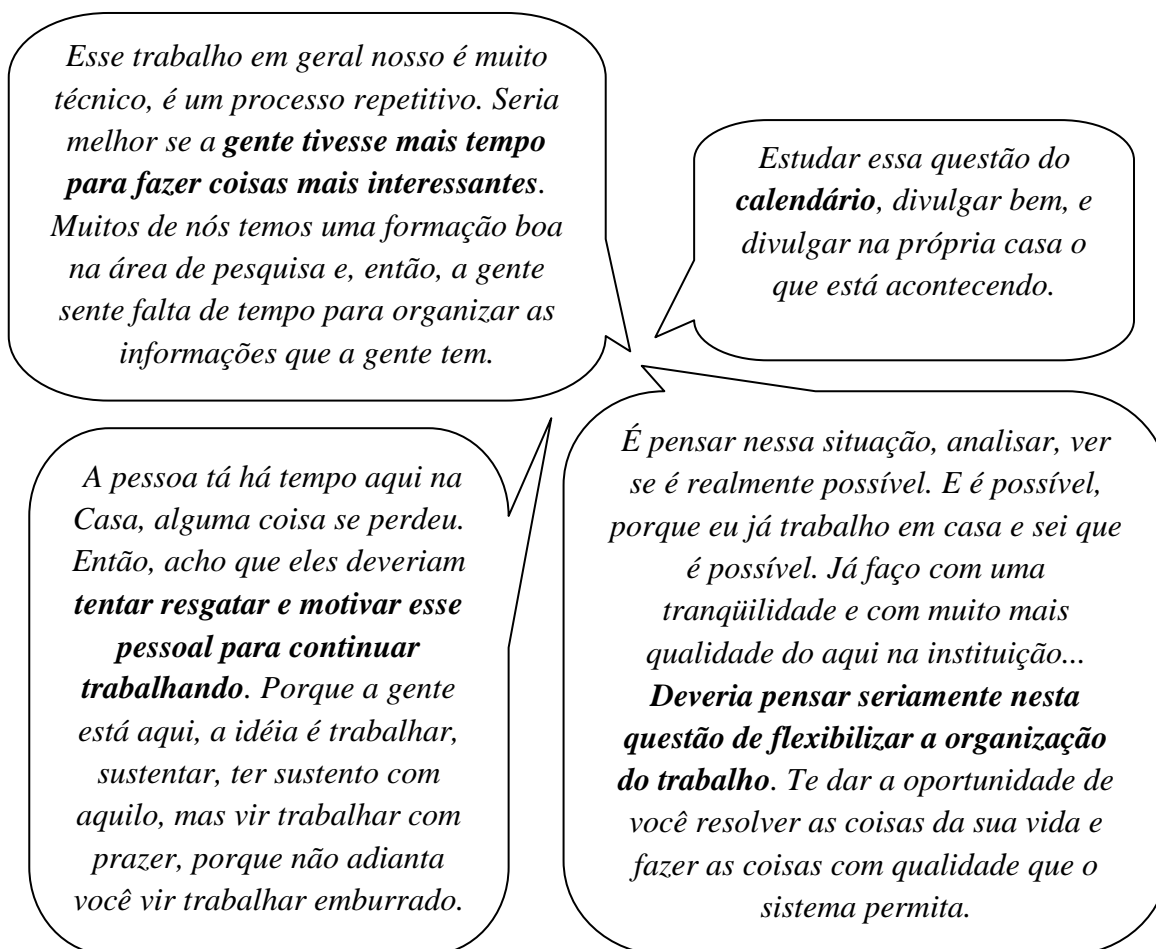 Esse trabalho em geral nosso é muito
técnico, é um processo repetitivo. Seria
melhor se a gente tivesse mais tempo
para fazer coisas mais interessantes.
Muitos de nós temos uma formação boa
na área de pesquisa e, então, a gente
sente falta de tempo para organizar as
informações que a gente tem.
Estudar essa questão do
calendário, divulgar bem, e
divulgar na própria casa o
que está acontecendo.
A pessoa tá há tempo aqui na
Casa, alguma coisa se perdeu.
Então, acho que eles deveriam
tentar resgatar e motivar esse
pessoal para continuar
trabalhando. Porque a gente
está aqui, a idéia é trabalhar,
sustentar, ter sustento com
aquilo, mas vir trabalhar com
prazer, porque não adianta
você vir trabalhar emburrado.
É pensar nessa situação, analisar, ver
se é realmente possível. E é possível,
porque eu já trabalho em casa e sei que
é possível. Já faço com uma
tranqüilidade e com muito mais
qualidade do aqui na instituição...
Deveria pensar seriamente nesta
questão de flexibilizar a organização
do trabalho. Te dar a oportunidade de
você resolver as coisas da sua vida e
fazer as coisas com qualidade que o
sistema permita.